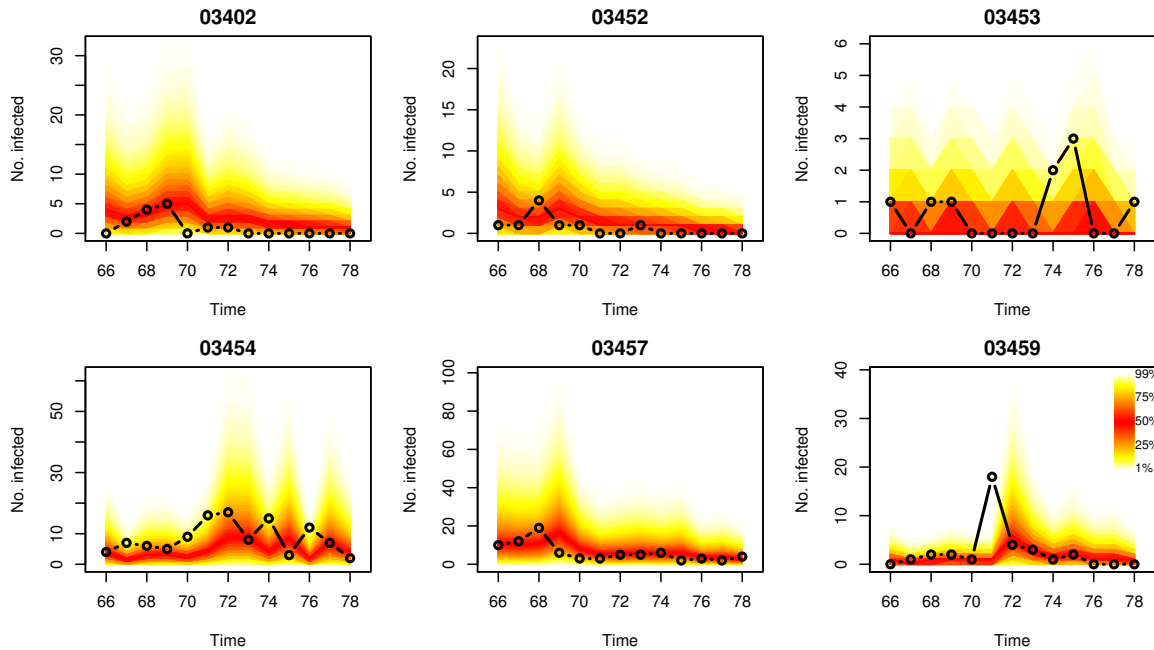 03402
No. infected
0 5 10 20 30
66 68 70 72 74 76 78
Time
03452
No. infected
0 5 10 15 20
66 68 70 72 74 76 78
Time
03453
No. infected
0 1 2 3 4 5 6
66 68 70 72 74 76 78
Time
03454
No. infected
0 10 30 50
66 68 70 72 74 76 78
Time
03457
No. infected
0 20 40 60 80 100
66 68 70 72 74 76 78
Time
03459
No. infected
0 10 20 30 40
66 68 70 72 74 76 78
Time
99%
75%
50%
25%
1%